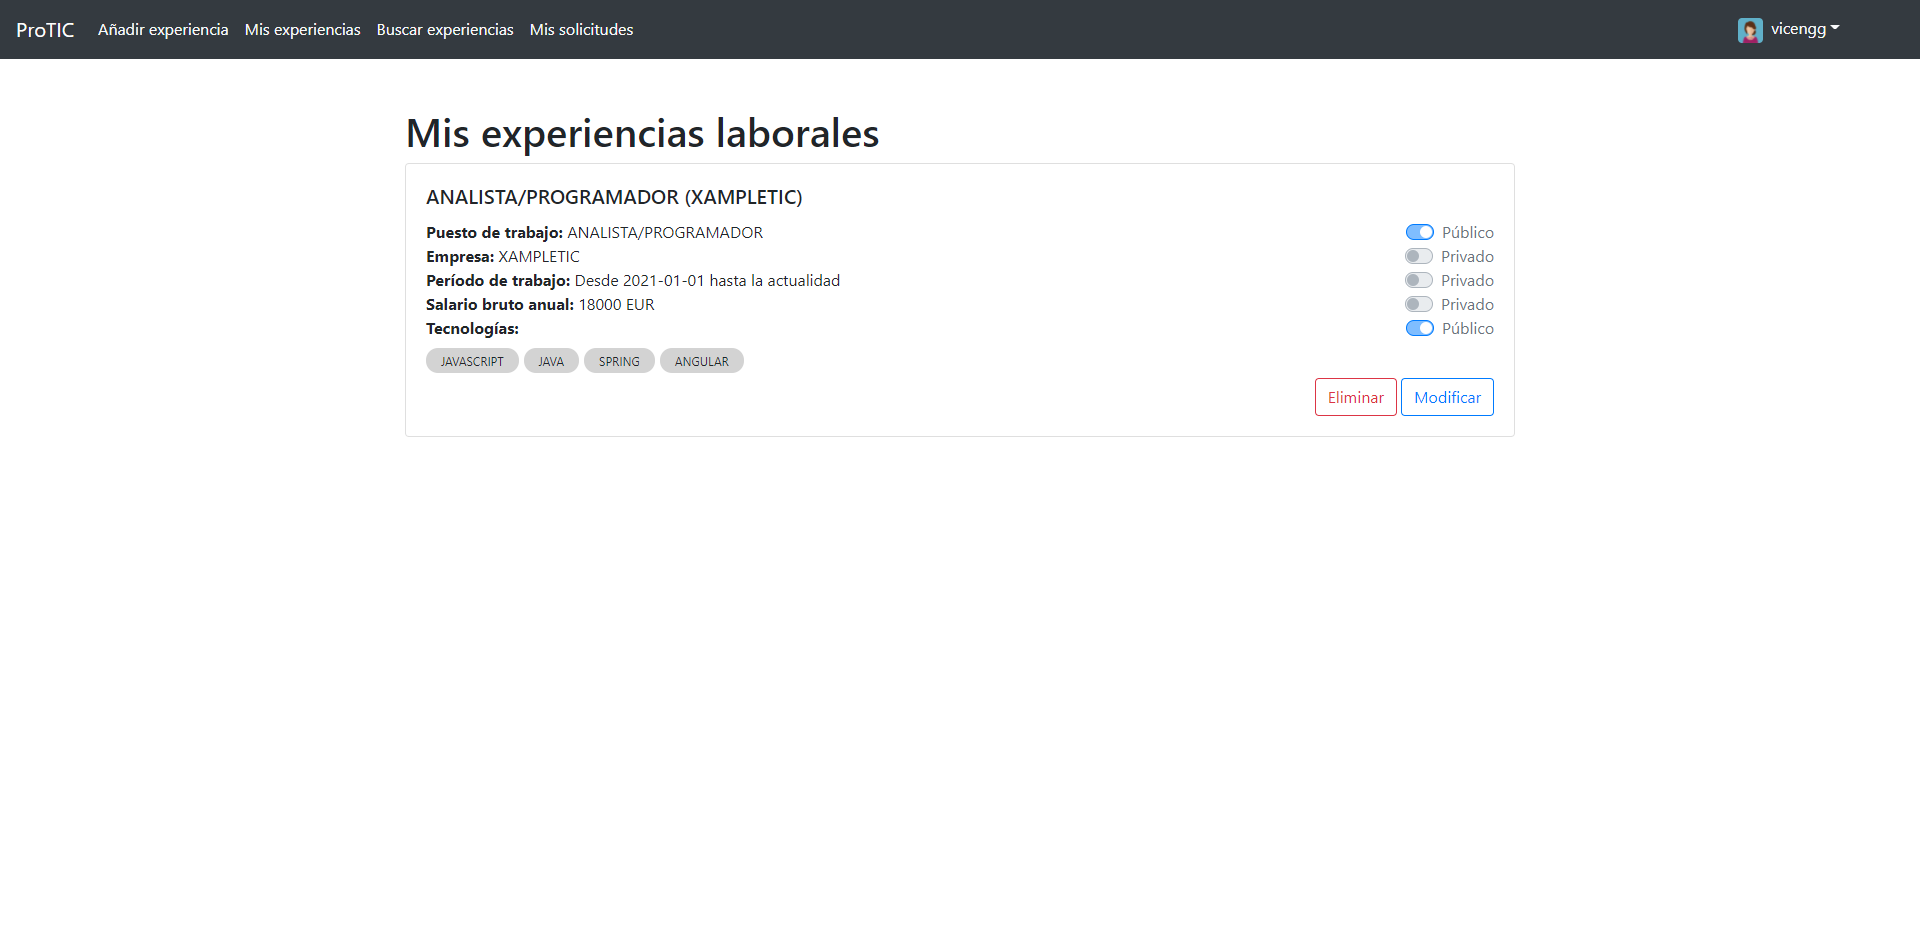 ProTIC Añadir experiencia Mis experiencias Buscar experiencias Mis solicitudes vicengg
Mis experiencias laborales
ANALISTA/PROGRAMADOR (XAMPLETIC)
Puesto de trabajo: ANALISTA/PROGRAMADOR Público
Empresa: XAMPLETIC Privado
Período de trabajo: Desde 2021-01-01 hasta la actualidad Privado
Salario bruto anual: 18000 EUR Privado
Tecnologías: Público
JAVASCRIPT JAVA SPRING ANGULAR
Eliminar Modificar